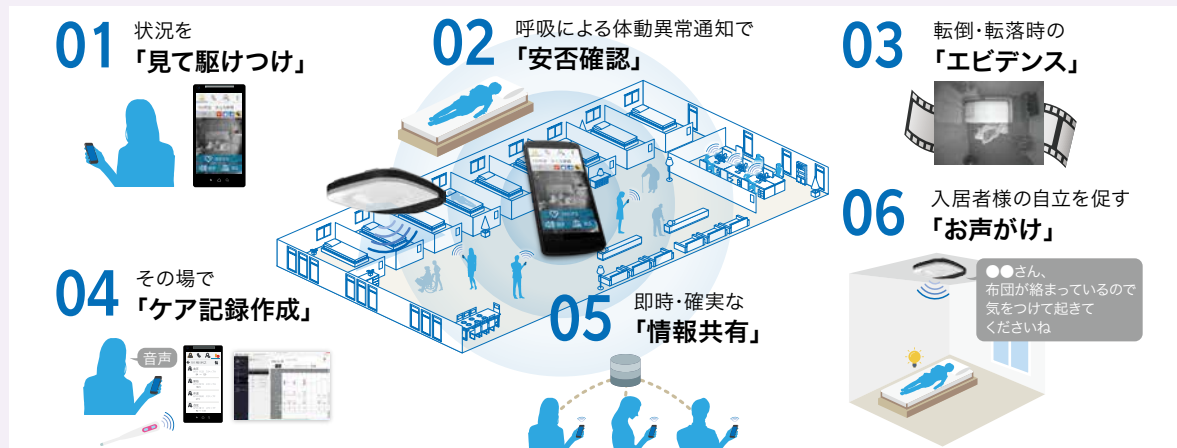 01
状況を
「見て駆けつけ」
02
呼吸による体動異常通知で
「安否確認」
03
転倒・転落時の
「エビデンス」
04
その場で
「ケア記録作成」
音声
05
即時・確実な
「情報共有」
06
入居者様の自立を促す
「お声がけ」
●●さん、
布団が絡まっているので
気をつけて起きて
くださいね